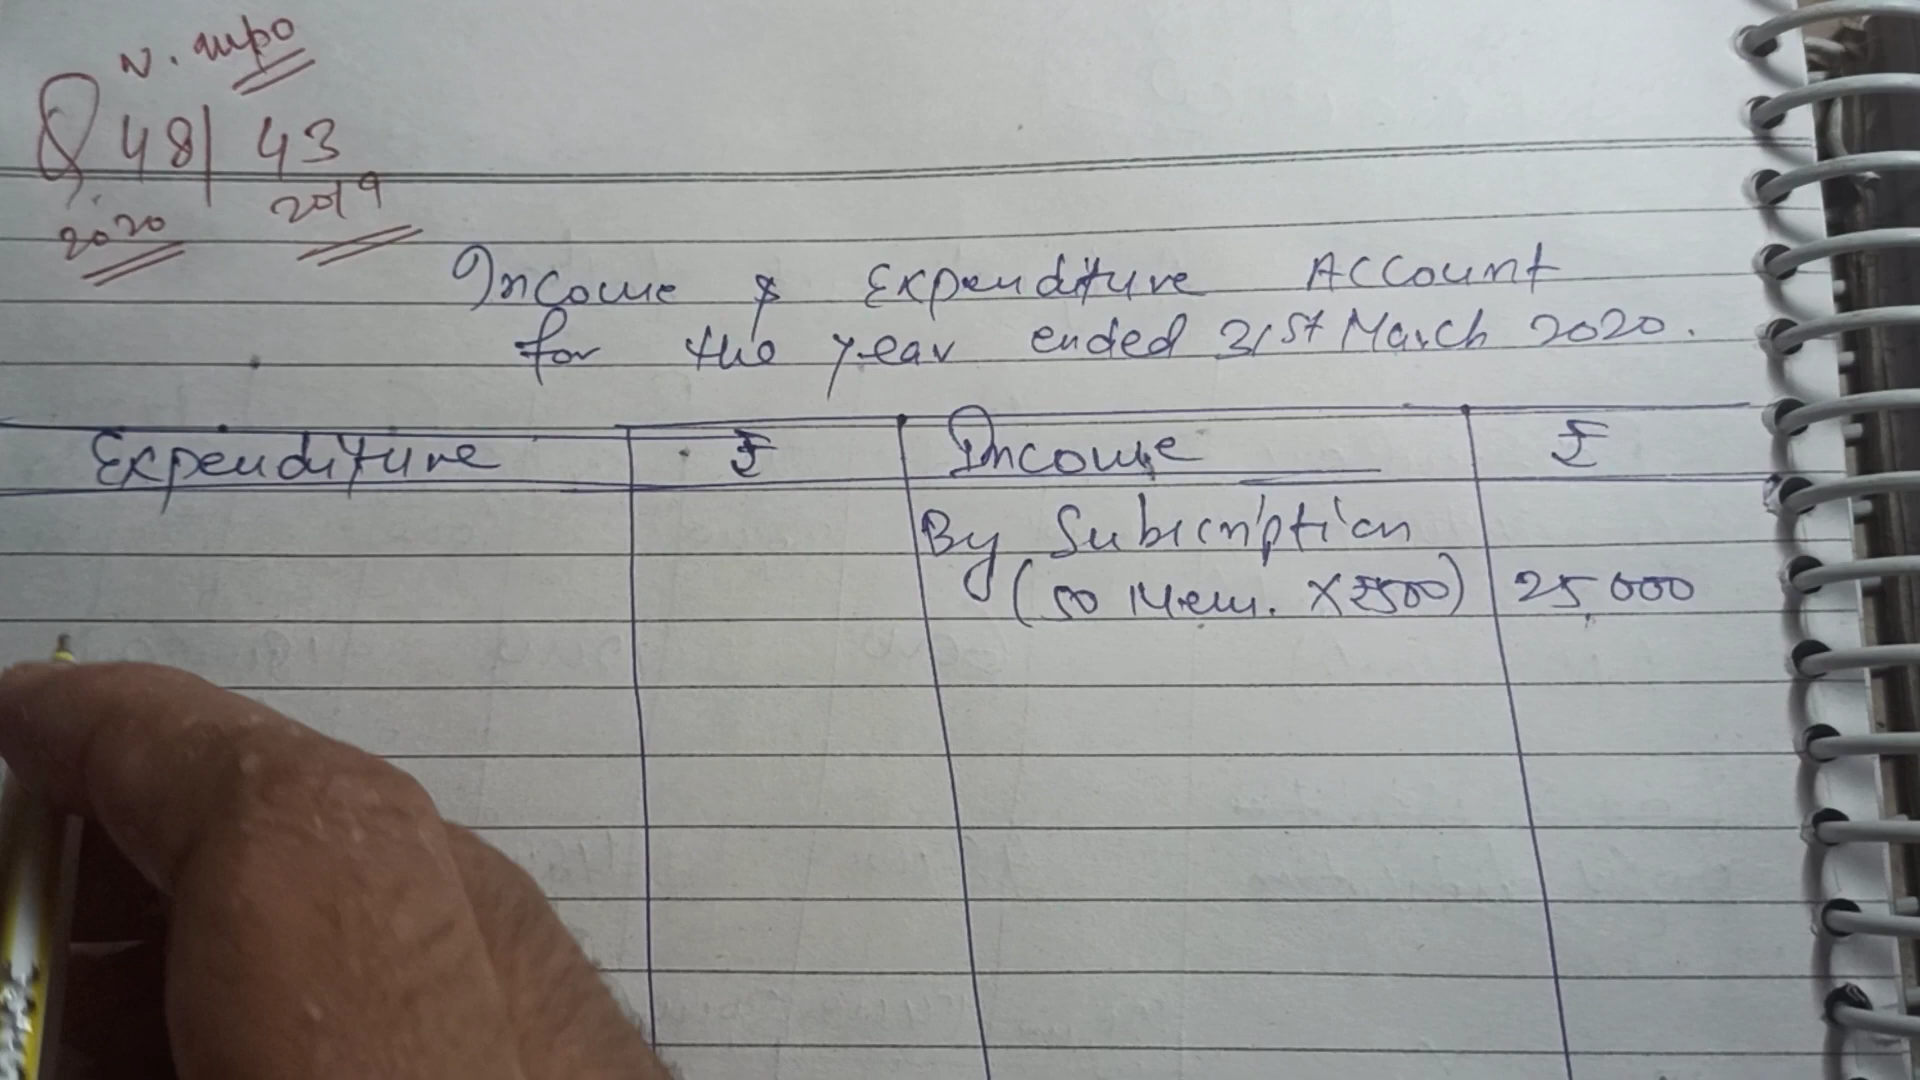 N. Impo
Q 48| 43
2020 2019
Income & Expenditure Account
for the year ended 31st March 2020.
Expenditure ₹ Income ₹
By Subscription
(50 Mem. X ₹500) 25,000